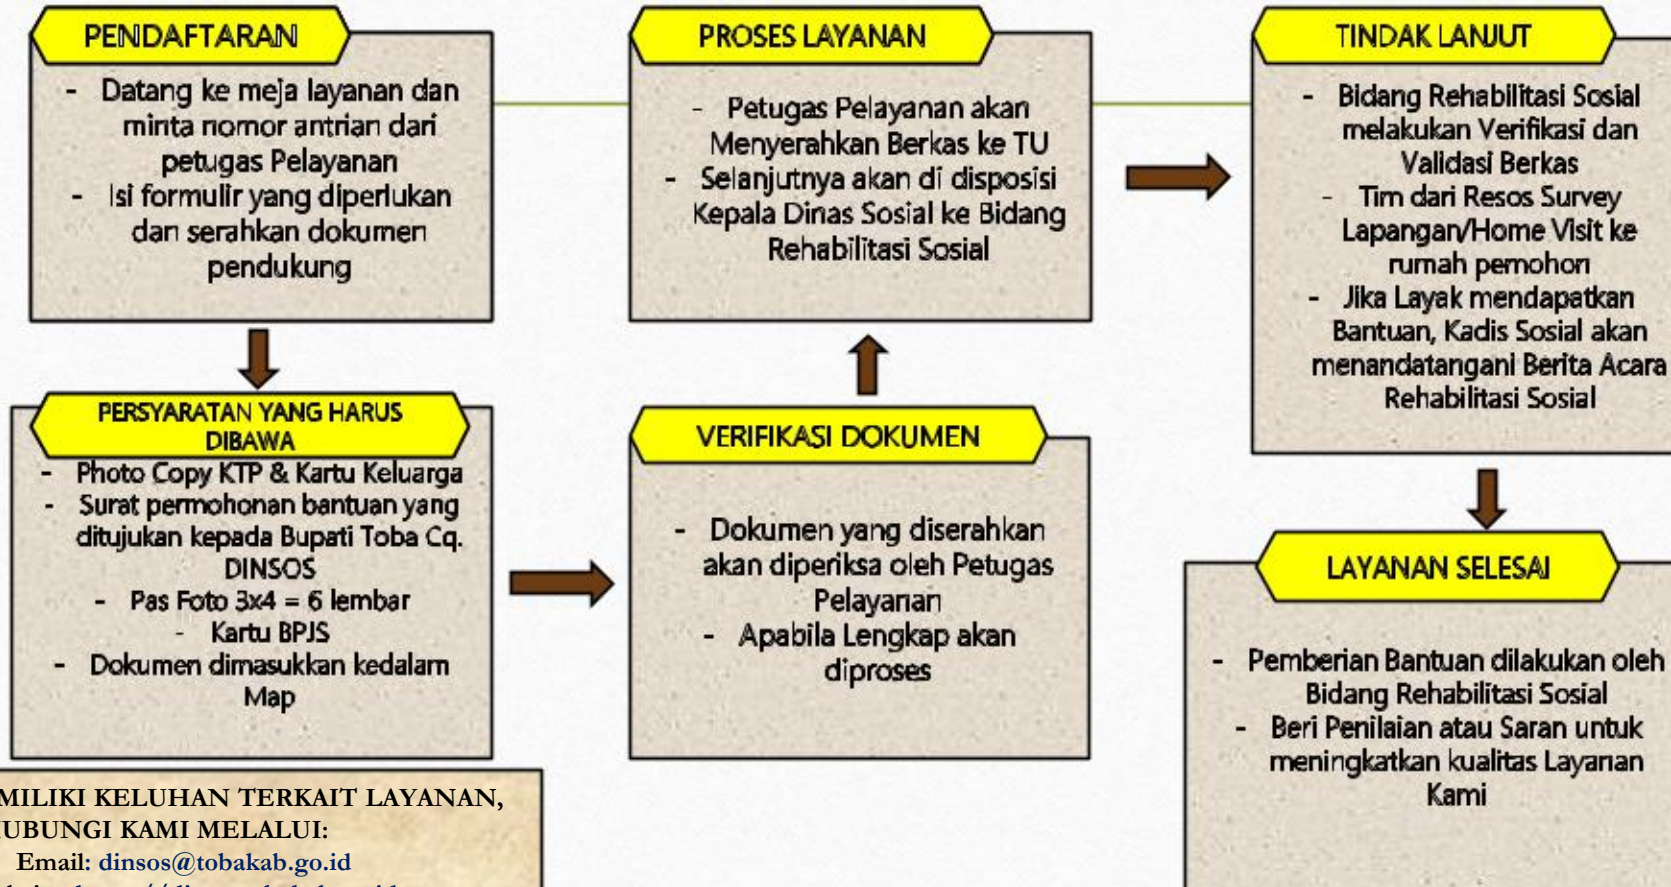 PENDAFTARAN
- Datang ke meja layanan dan
minta nomor antrian dari
petugas Pelayanan
- Isi formulir yang diperlukan
dan serahkan dokumen
pendukung
PERSYARATAN YANG HARUS
DIBAWA
- Photo Copy KTP & Kartu Keluarga
- Surat permohonan bantuan yang
ditujukan kepada Bupati Toba Cq.
DINSOS
- Pas Foto 3x4 = 6 lembar
- Kartu BPJS
- Dokumen dimasukkan kedalam
Map
VERIFIKASI DOKUMEN
- Dokumen yang diserahkan
akan diperiksa oleh Petugas
Pelayanan
- Apabila Lengkap akan
diproses
PROSES LAYANAN
- Petugas Pelayanan akan
Menyerahkan Berkas ke TU
- Selanjutnya akan di disposisi
Kepala Dinas Sosial ke Bidang
Rehabilitasi Sosial
TINDAK LANJUT
- Bidang Rehabilitasi Sosial
melakukan Verifikasi dan
Validasi Berkas
- Tim dari Resos Survey
Lapangan/Home Visit ke
rumah pemohon
- Jika Layak mendapatkan
Bantuan, Kadis Sosial akan
menandatangani Berita Acara
Rehabilitasi Sosial
LAYANAN SELESAI
- Pemberian Bantuan dilakukan oleh
Bidang Rehabilitasi Sosial
- Beri Penilaian atau Saran untuk
meningkatkan kualitas Layanan
Kami
MILIKI KELUHAN TERKAIT LAYANAN,
HUBUNGI KAMI MELALUI:
Email: dinsos@tobakab.go.id